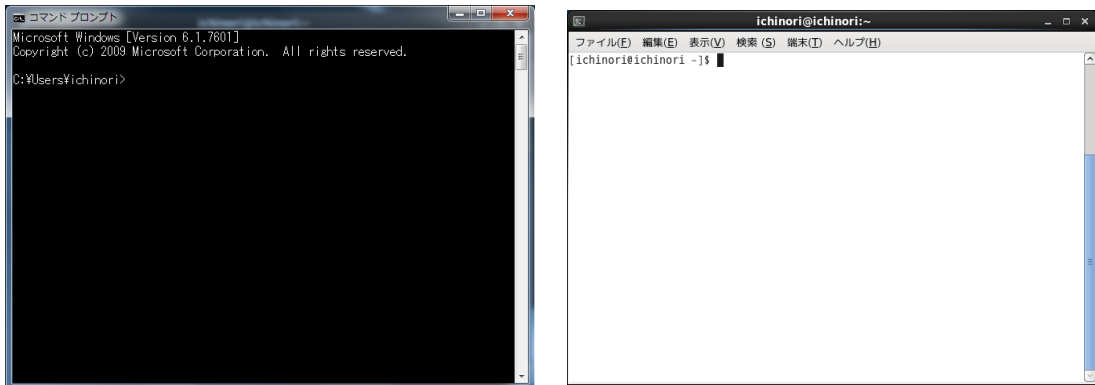 コマンド プロンプト
Microsoft Windows [Version 6.1.7601]
Copyright (c) 2009 Microsoft Corporation.  All rights reserved.
C:¥Users¥ichinori>
ichinori@ichinori:~
ファイル(F) 編集(E) 表示(V) 検索 (S) 端末(T) ヘルプ(H)
[ichinori@ichinori ~]$